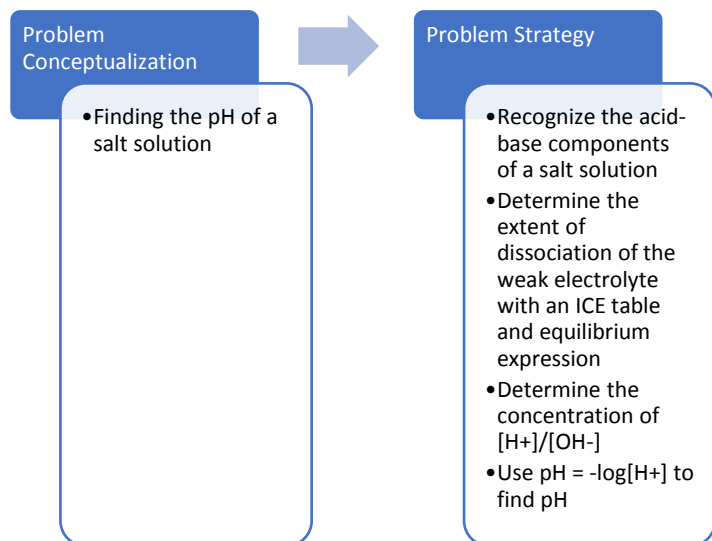 Problem
Conceptualization
•Finding the pH of a
salt solution
Problem Strategy
•Recognize the acid-
base components
of a salt solution
•Determine the
extent of
dissociation of the
weak electrolyte
with an ICE table
and equilibrium
expression
•Determine the
concentration of
[H+]/[OH-]
•Use pH = -log[H+] to
find pH